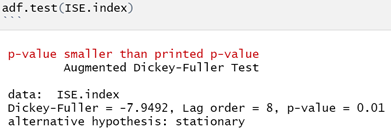 adf.test(ISE.index)
```
p-value smaller than printed p-value
Augmented Dickey-Fuller Test
data:  ISE.index
Dickey-Fuller = -7.9492, Lag order = 8, p-value = 0.01
alternative hypothesis: stationary